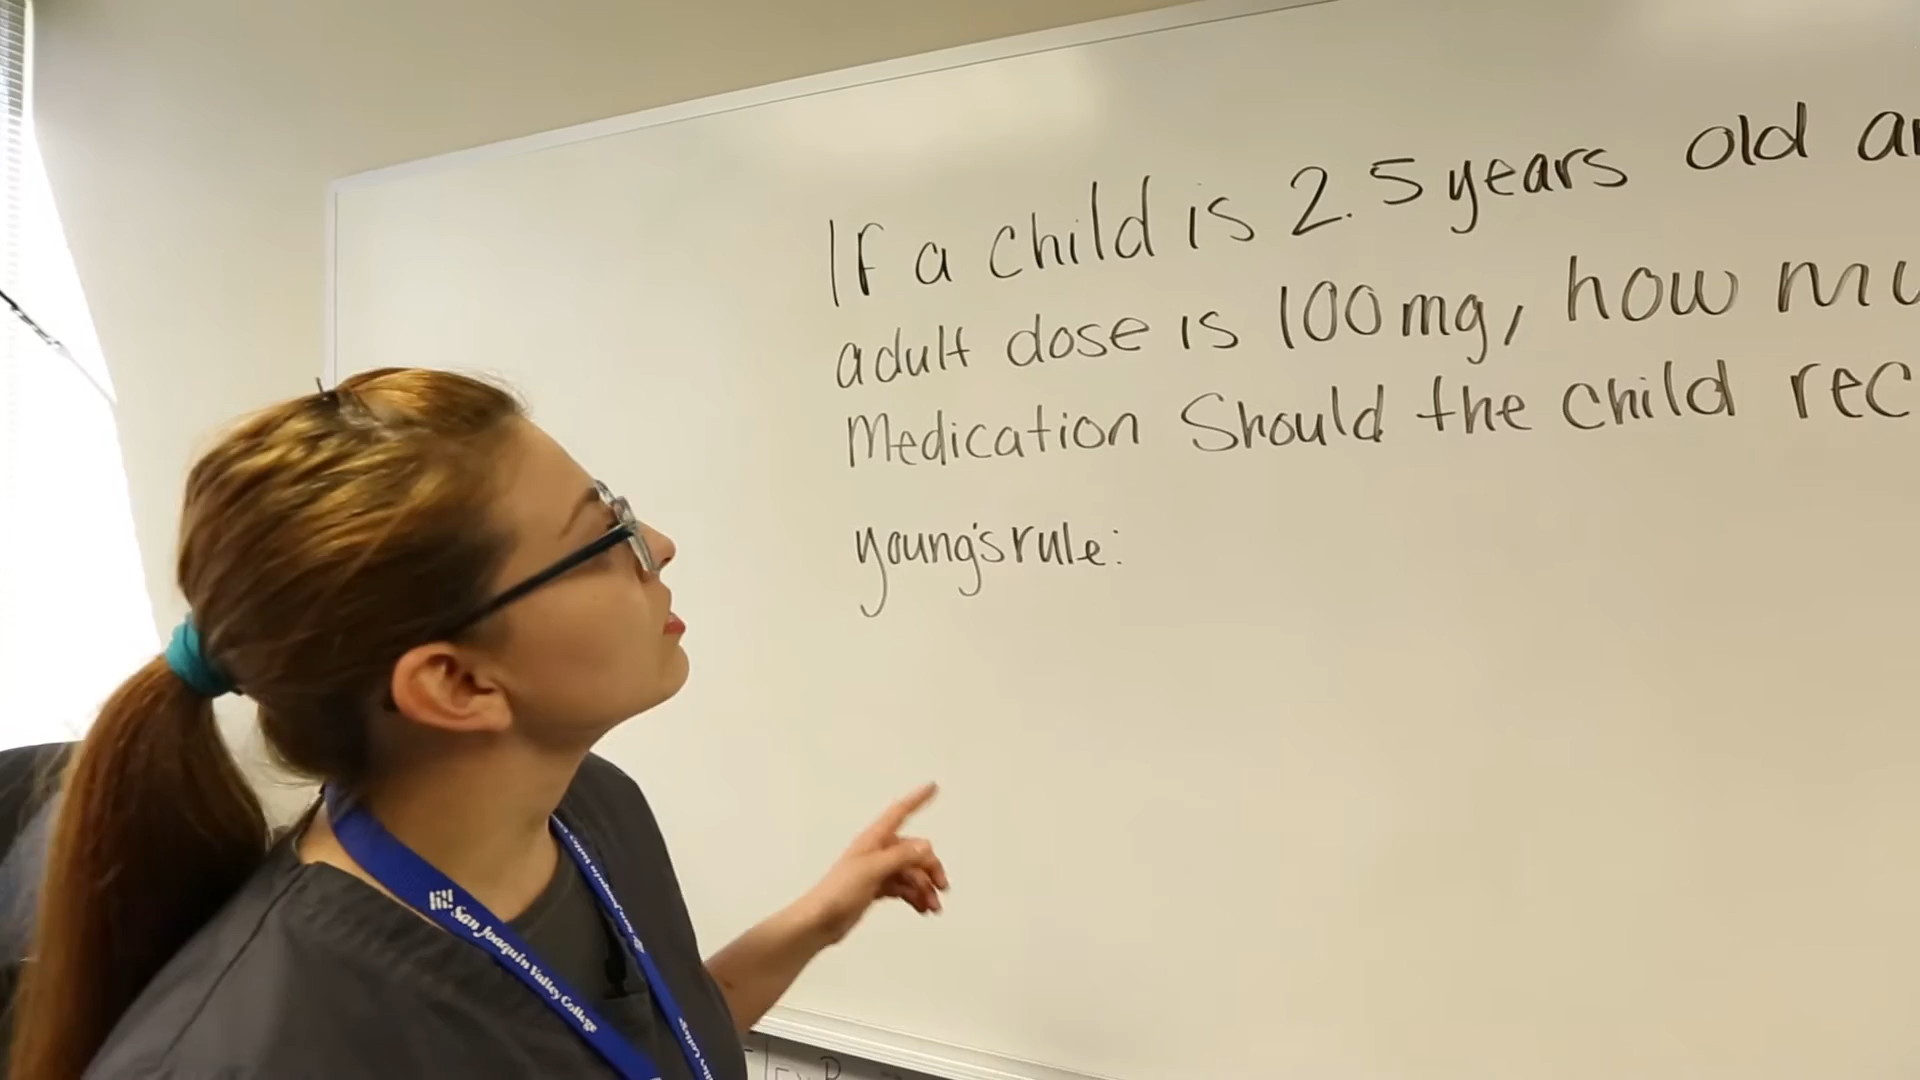 If a child is 2.5 years old
adult dose is 100mg, how
Medication Should the child
young's rule:
San Joaquin Valley College